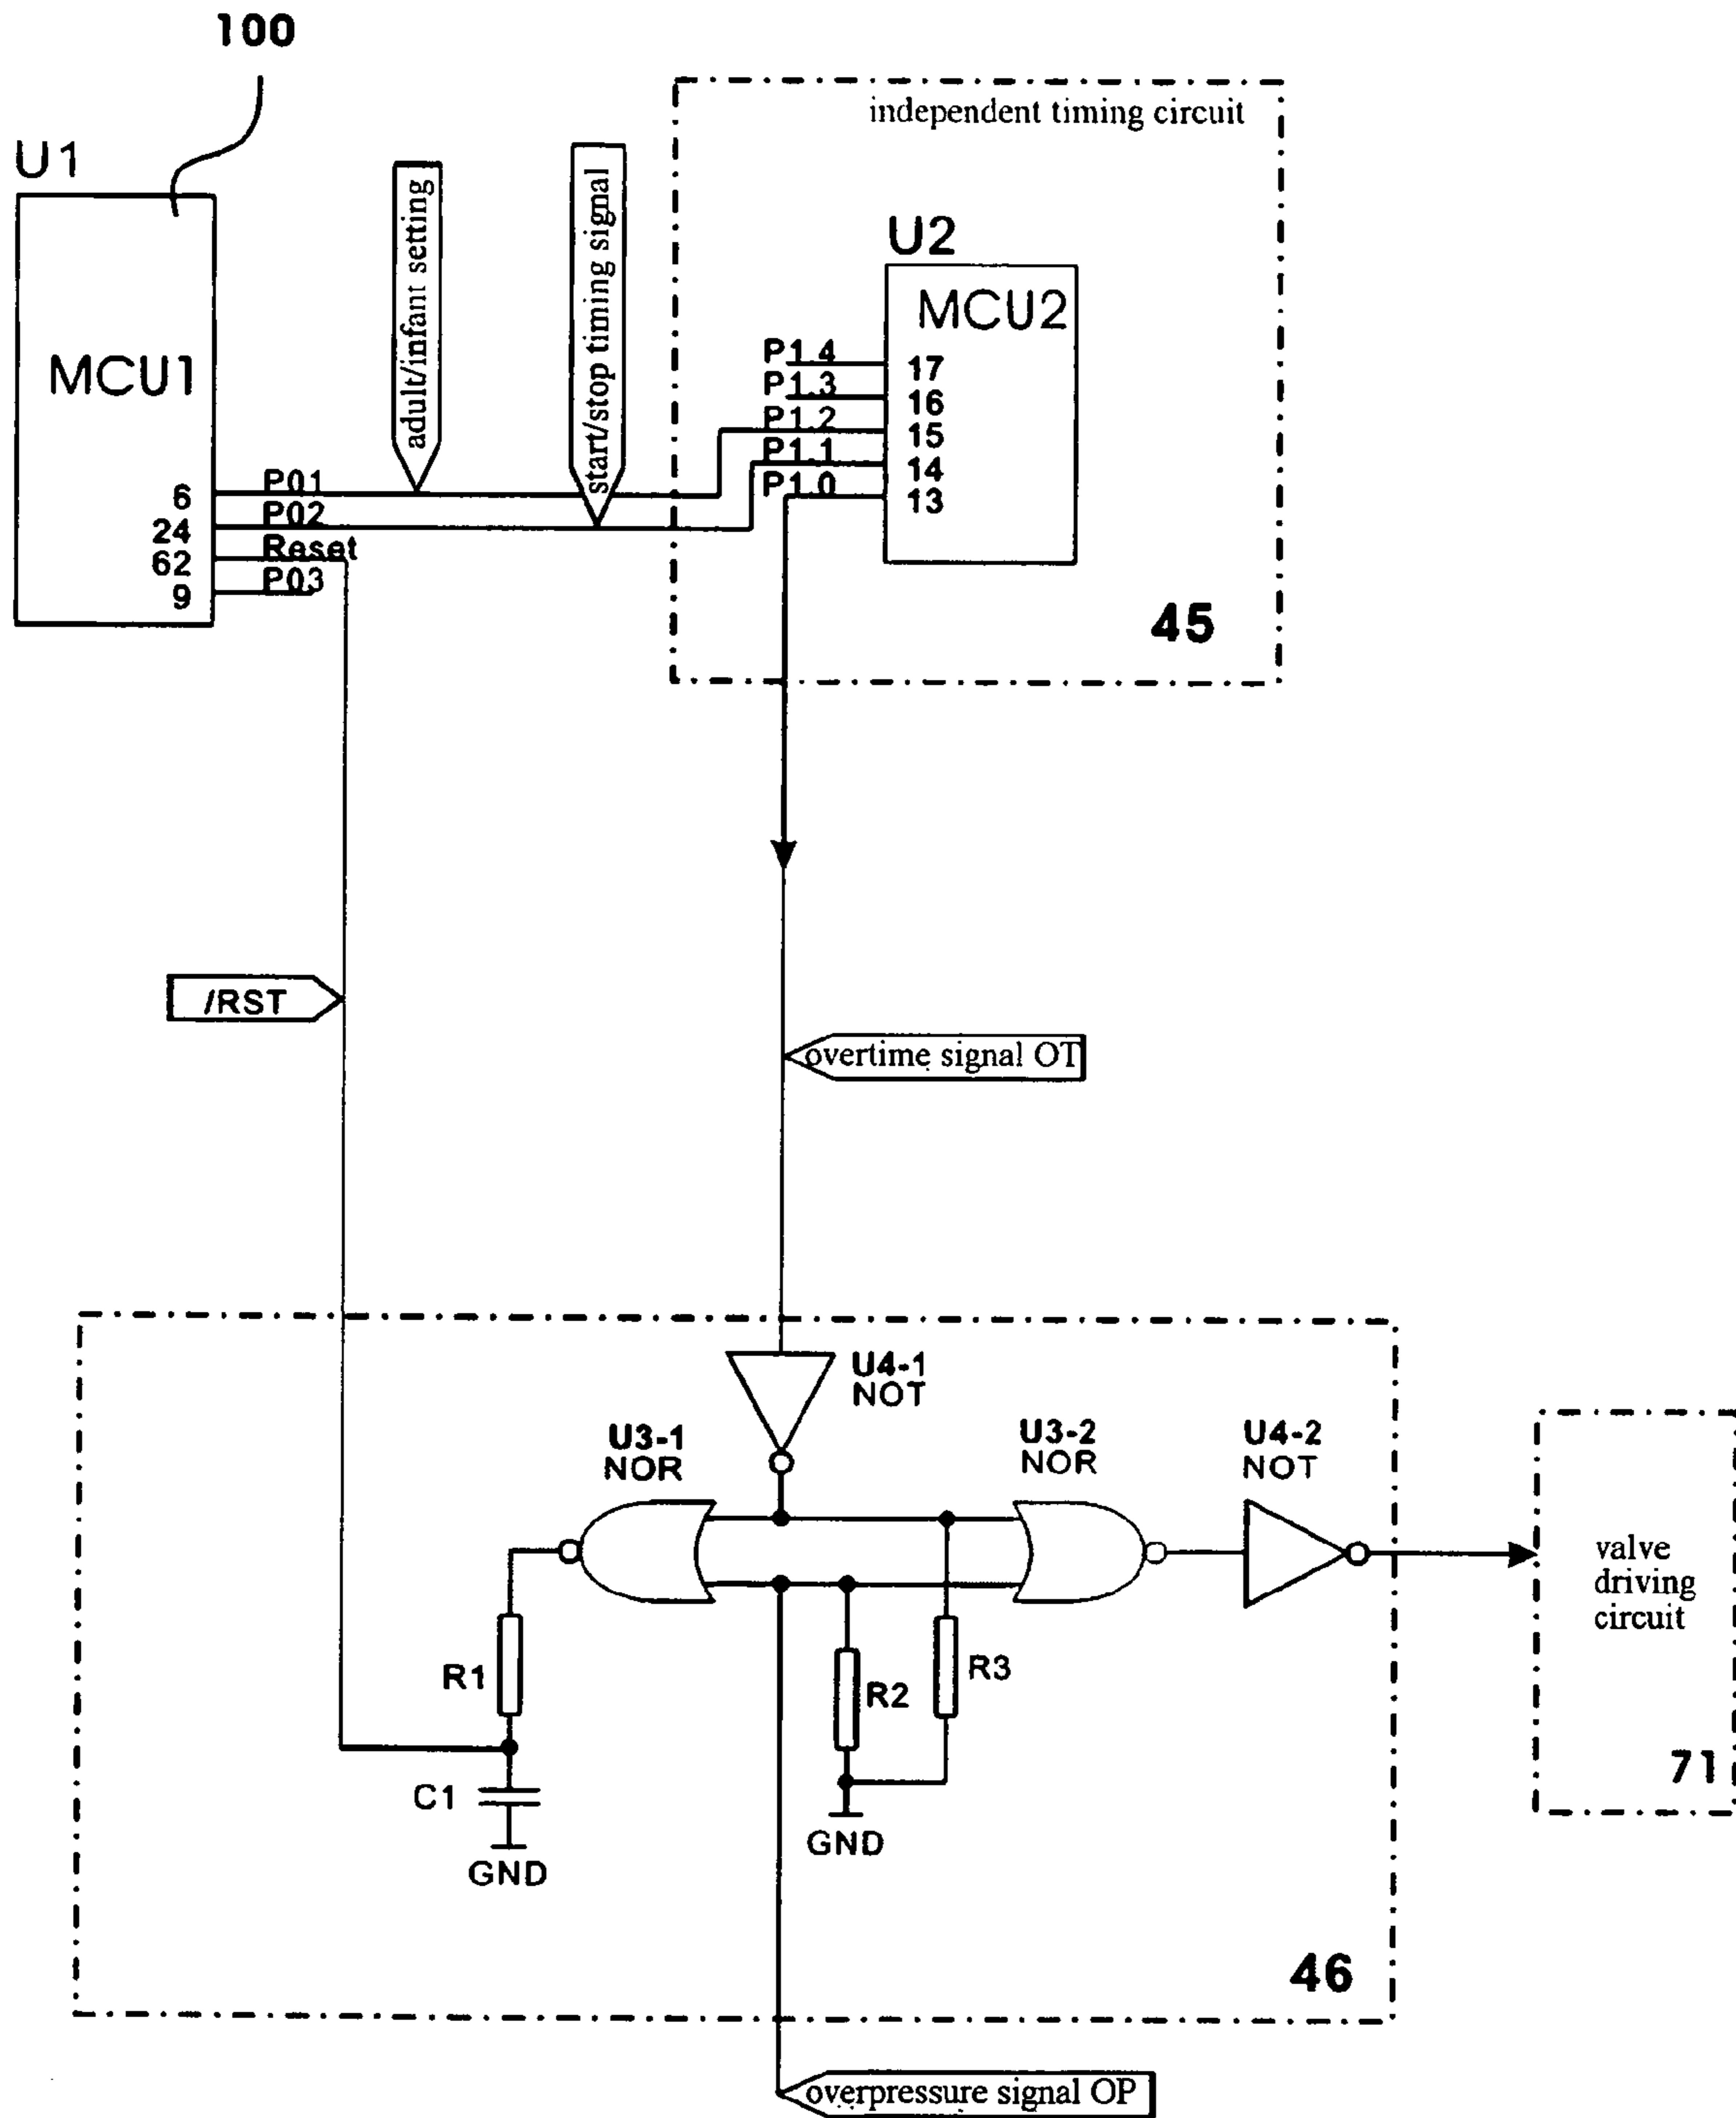 100
U1
MCU1
6
24
62
9
P01
P02
Reset
P03
adult/infant setting
start/stop timing signal
independent timing circuit
U2
MCU2
P1.4
P1.3
P1.2
P1.1
P1.0
17
16
15
14
13
45
/RST
overtime signal OT
U4-1
NOT
U3-1
NOR
U3-2
NOR
U4-2
NOT
R1
R2
R3
C1
GND
GND
valve
driving
circuit
71
46
overpressure signal OP